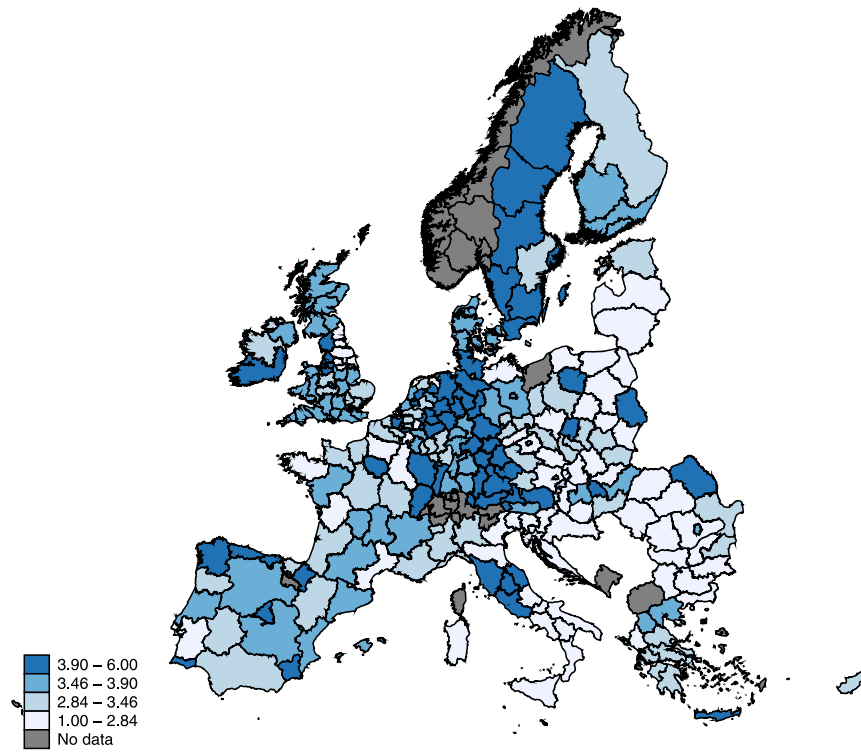 3.90 – 6.00
3.46 – 3.90
2.84 – 3.46
1.00 – 2.84
No data